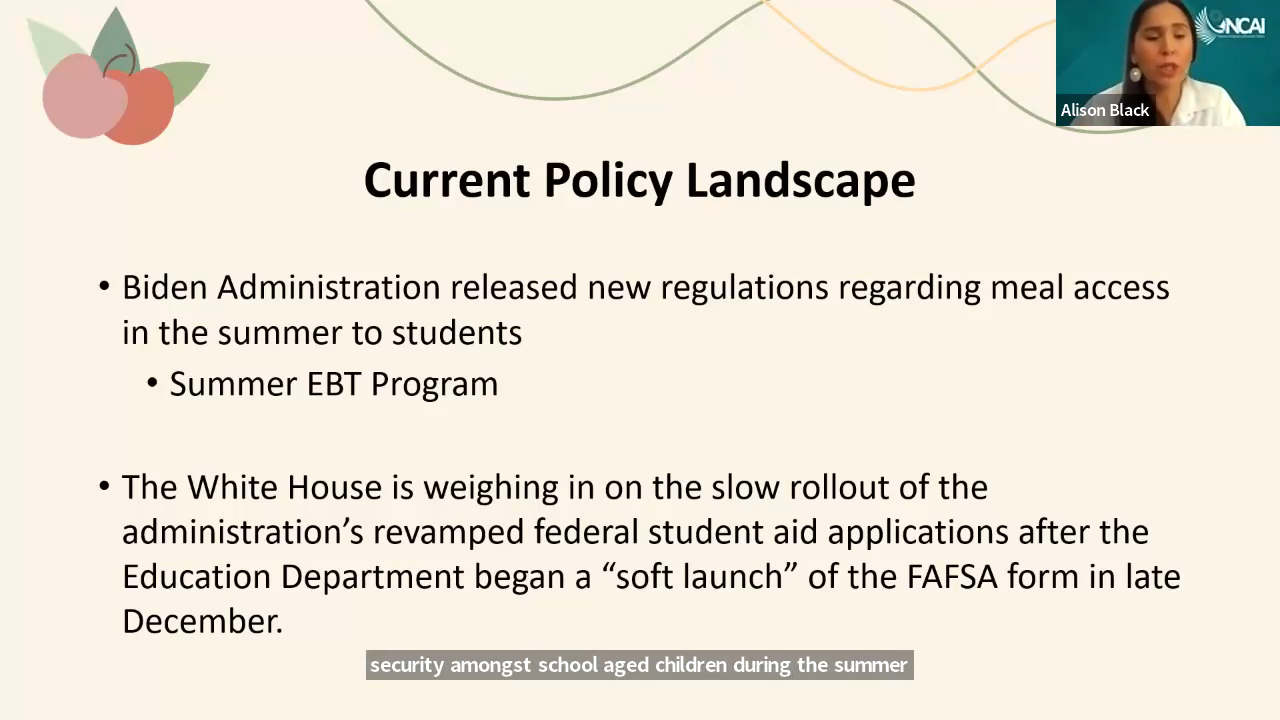 NCAI
Alison Black
Current Policy Landscape
• Biden Administration released new regulations regarding meal access
in the summer to students
• Summer EBT Program
• The White House is weighing in on the slow rollout of the
administration’s revamped federal student aid applications after the
Education Department began a “soft launch” of the FAFSA form in late
December.
security amongst school aged children during the summer